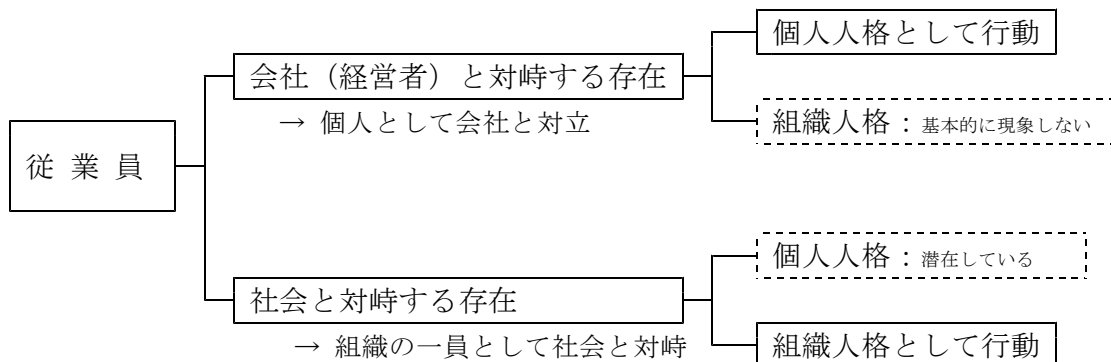 個人人格として行動
会社（経営者）と対峙する存在
→ 個人として会社と対立
組織人格：基本的に現象しない
従 業 員
個人人格：潜在している
社会と対峙する存在
→ 組織の一員として社会と対峙
組織人格として行動